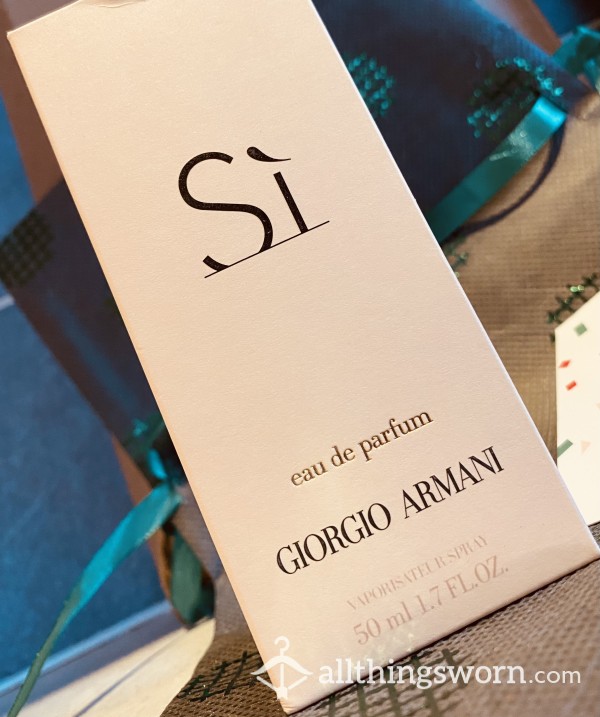 Sì
eau de parfum
GIORGIO ARMANI
VAPORISATEUR SPRAY
50 ml 1.7 FL.OZ.
allthingsworn.com